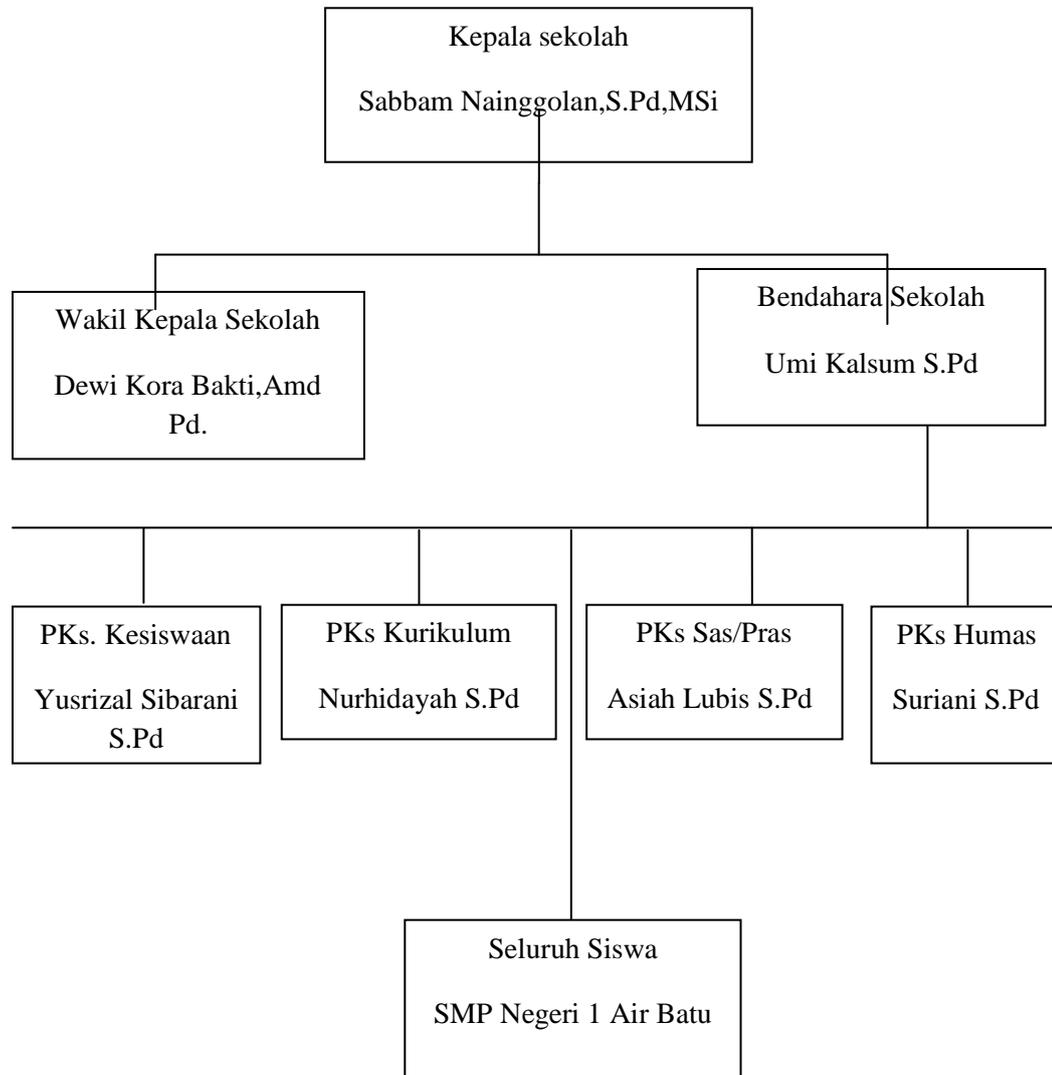 Kepala sekolah
Sabbam Nainggolan,S.Pd,MSi
Wakil Kepala Sekolah
Dewi Kora Bakti,Amd
Pd.
Bendahara Sekolah
Umi Kalsum S.Pd
PKs. Kesiswaan
Yusrizal Sibarani
S.Pd
PKs Kurikulum
Nurhidayah S.Pd
PKs Sas/Pras
Asiah Lubis S.Pd
PKs Humas
Suriani S.Pd
Seluruh Siswa
SMP Negeri 1 Air Batu